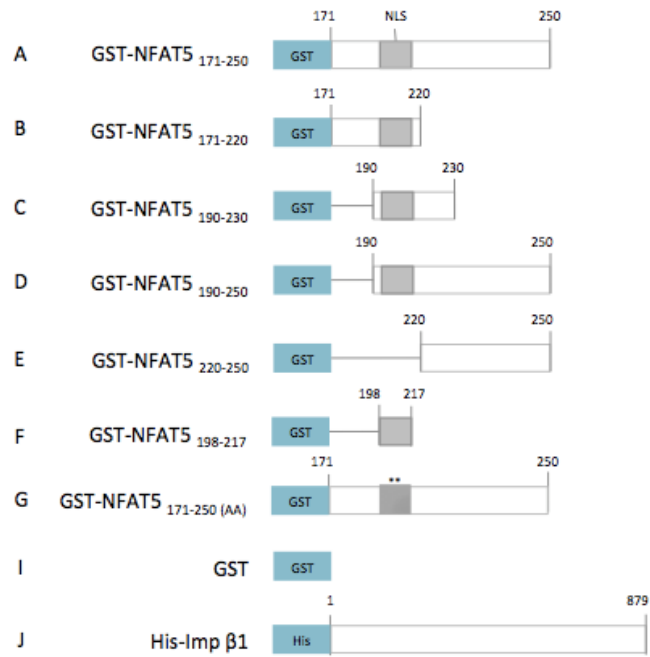 171 NLS 250
A GST-NFAT5 171-250 GST
171 220
B GST-NFAT5 171-220 GST
190 230
C GST-NFAT5 190-230 GST
190 250
D GST-NFAT5 190-250 GST
220 250
E GST-NFAT5 220-250 GST
198 217
F GST-NFAT5 198-217 GST
171 ** 250
G GST-NFAT5 171-250 (AA) GST
I GST GST
1 879
J His-Imp β1 His